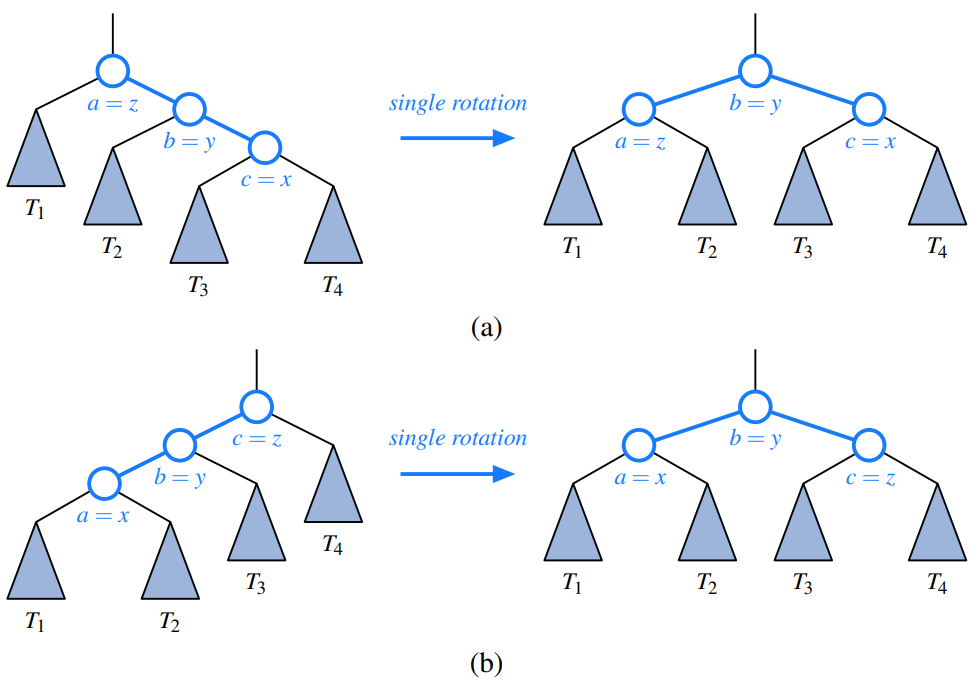 a = z
single rotation
b = y
b = y
a = z
c = x
c = x
T1
T2
T1
T2
T3
T4
T3
T4
(a)
c = z
single rotation
b = y
b = y
a = x
c = z
a = x
T4
T3
T1
T2
T3
T4
T1
T2
(b)